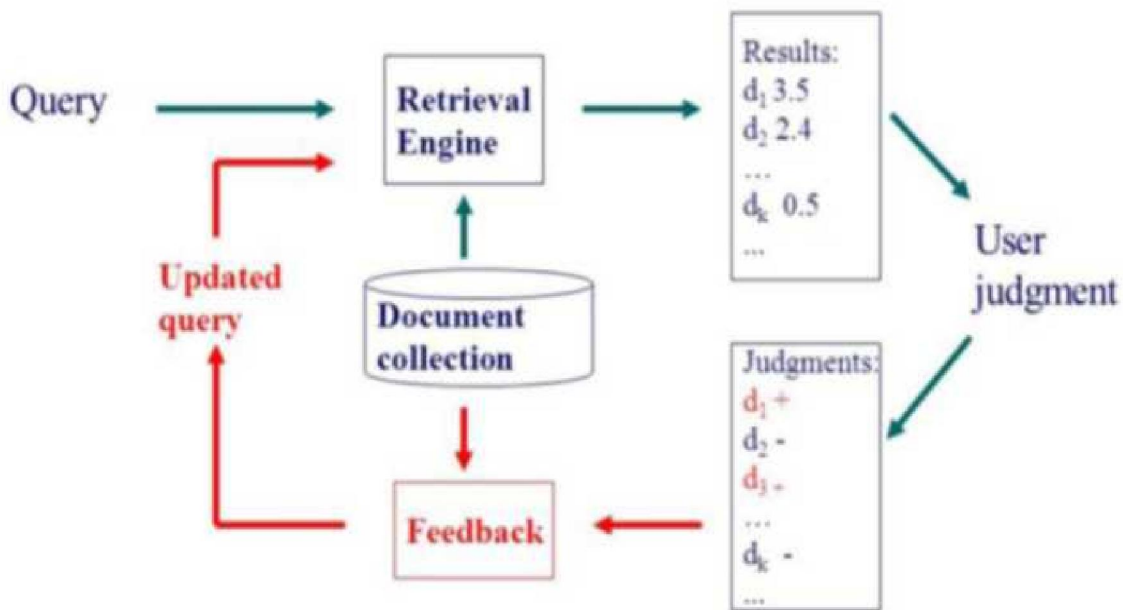 Query
Retrieval
Engine
Results:
d₁ 3.5
d₂ 2.4
...
dₖ 0.5
...
User
judgment
Updated
query
Document
collection
Judgments:
d₁ +
d₂ -
d₃ +
...
dₖ -
...
Feedback